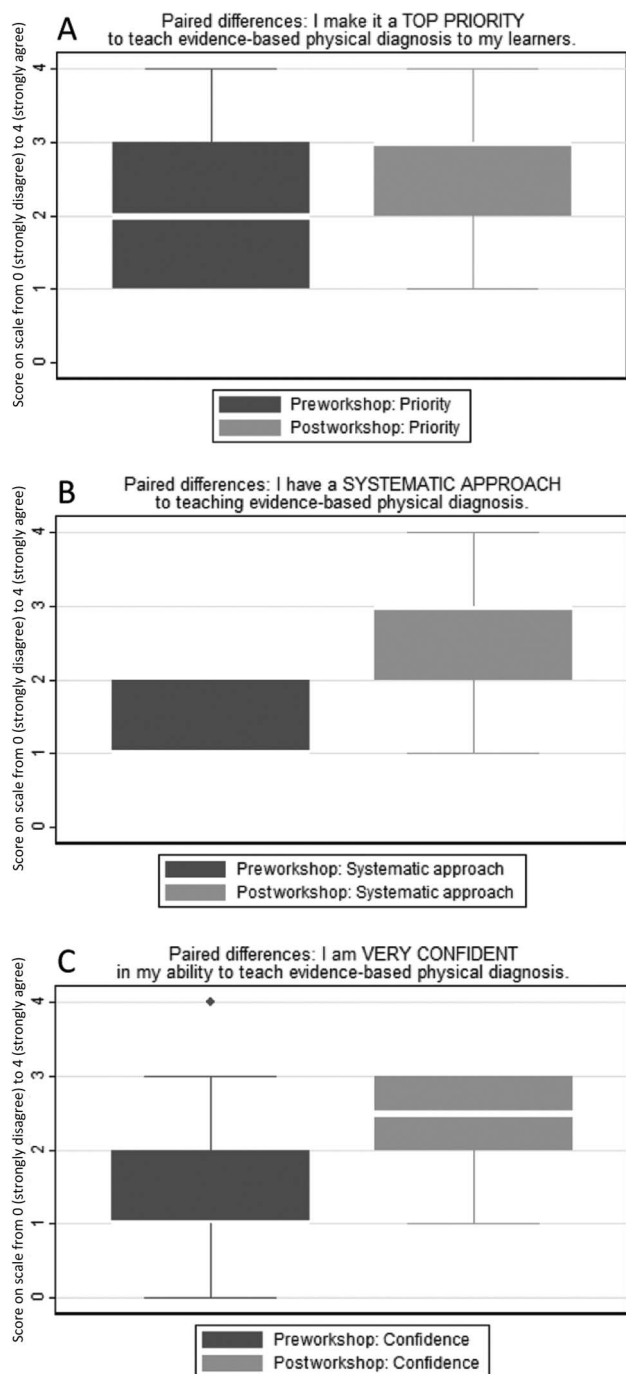 A
Paired differences: I make it a TOP PRIORITY
to teach evidence-based physical diagnosis to my learners.
Score on scale from 0 (strongly disagree) to 4 (strongly agree)
4
3
2
1
0
Preworkshop: Priority
Postworkshop: Priority
B
Paired differences: I have a SYSTEMATIC APPROACH
to teaching evidence-based physical diagnosis.
Score on scale from 0 (strongly disagree) to 4 (strongly agree)
4
3
2
1
0
Preworkshop: Systematic approach
Postworkshop: Systematic approach
C
Paired differences: I am VERY CONFIDENT
in my ability to teach evidence-based physical diagnosis.
Score on scale from 0 (strongly disagree) to 4 (strongly agree)
4
3
2
1
0
Preworkshop: Confidence
Postworkshop: Confidence